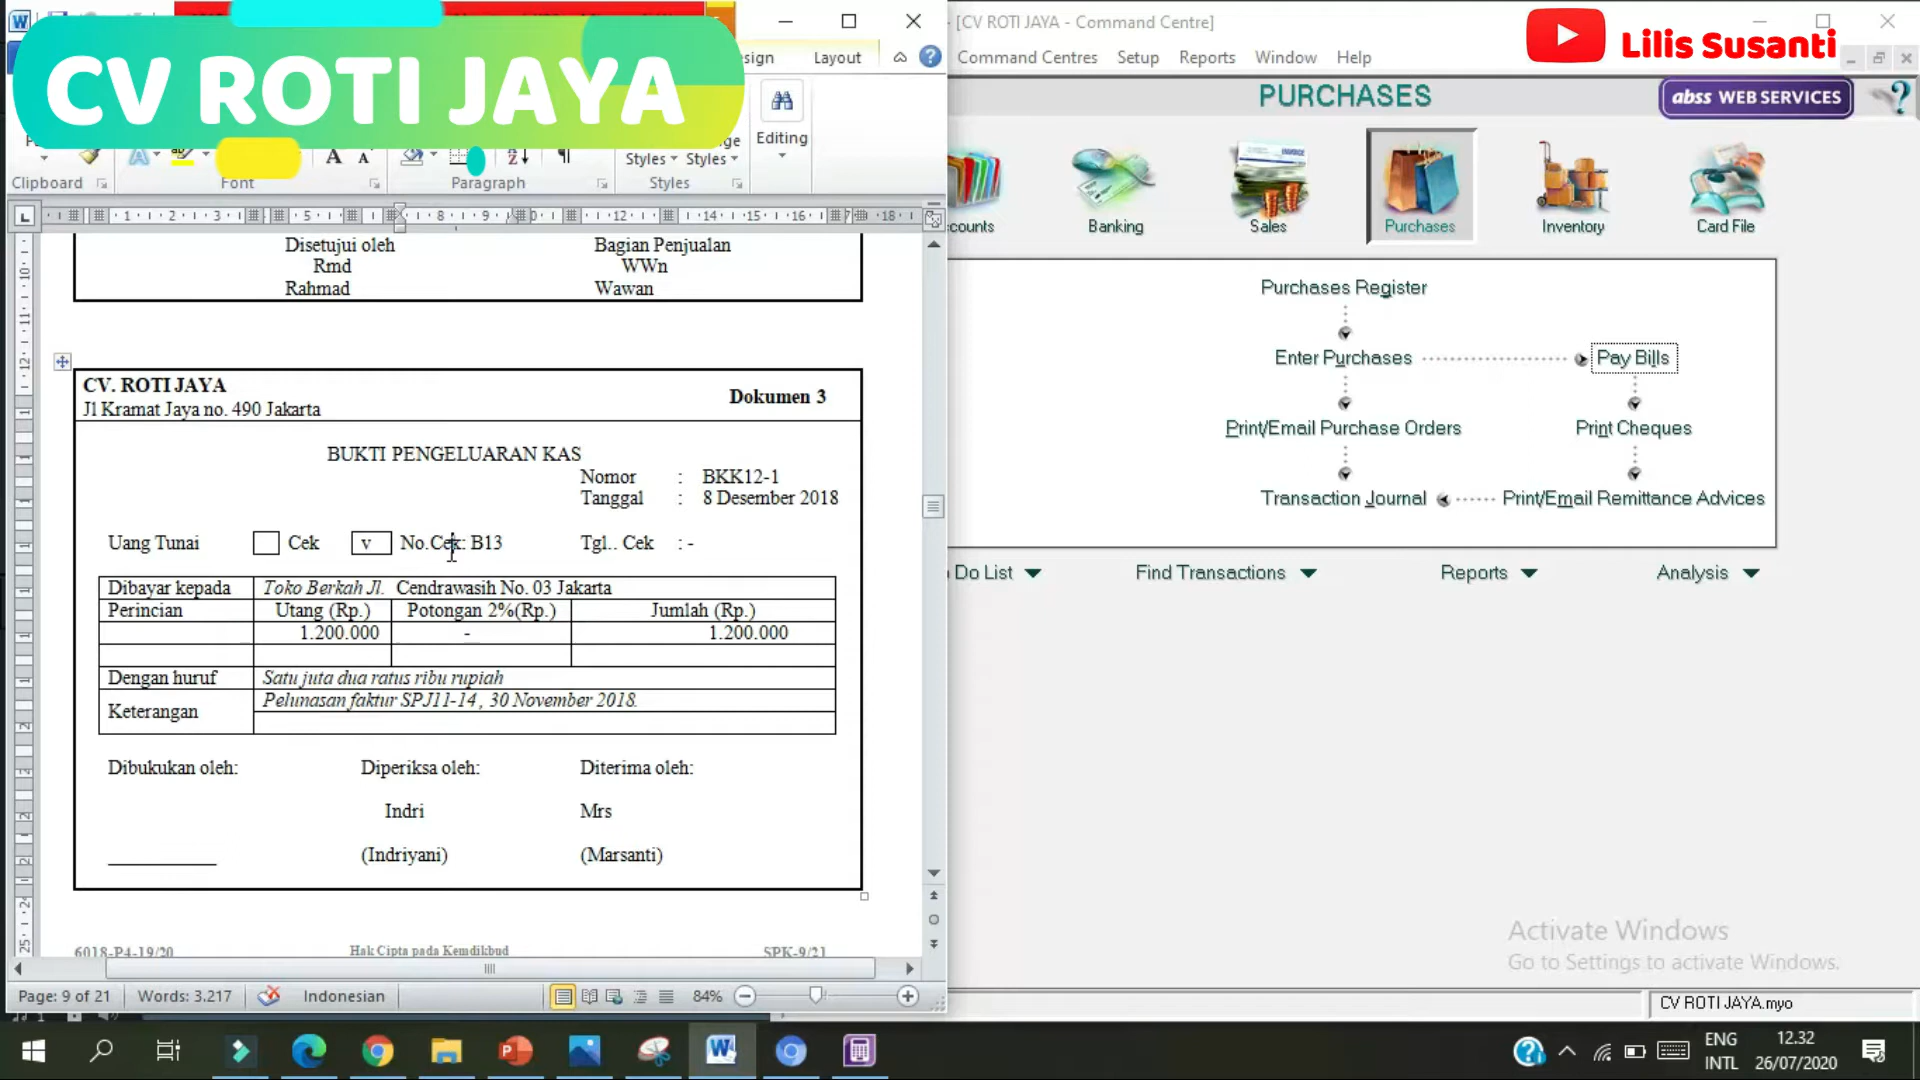 CV ROTI JAYA
Lilis Susanti
[CV ROTI JAYA - Command Centre]
Layout
Command Centres Setup Reports Window Help
PURCHASES
abss WEB SERVICES
Editing
Styles Styles
Clipboard Font Paragraph Styles
Banking Sales Purchases Inventory Card File
Disetujui oleh Bagian Penjualan
Rmd WWn
Rahmad Wawan
Purchases Register
Enter Purchases Pay Bills
Print/Email Purchase Orders Print Cheques
Transaction Journal Print/Email Remittance Advices
Do List Find Transactions Reports Analysis
CV. ROTI JAYA
Jl Kramat Jaya no. 490 Jakarta
Dokumen 3
BUKTI PENGELUARAN KAS
Nomor : BKK12-1
Tanggal : 8 Desember 2018
Uang Tunai Cek v No.Cek: B13 Tgl.. Cek : -
Dibayar kepada Toko Berkah Jl. Cendrawasih No. 03 Jakarta
Perincian Utang (Rp.) Potongan 2%(Rp.) Jumlah (Rp.)
1.200.000 - 1.200.000
Dengan huruf Satu juta dua ratus ribu rupiah
Keterangan Pelunasan faktur SPJ11-14 , 30 November 2018.
Dibukukan oleh: Diperiksa oleh: Diterima oleh:
Indri Mrs
(Indriyani) (Marsanti)
6018-P4-19/20 Hak Cipta pada Kemdikbud SPK-9/21
Activate Windows
Go to Settings to activate Windows.
Page: 9 of 21 Words: 3.217 Indonesian 84%
CV ROTI JAYA.myo
ENG
INTL
12.32
26/07/2020